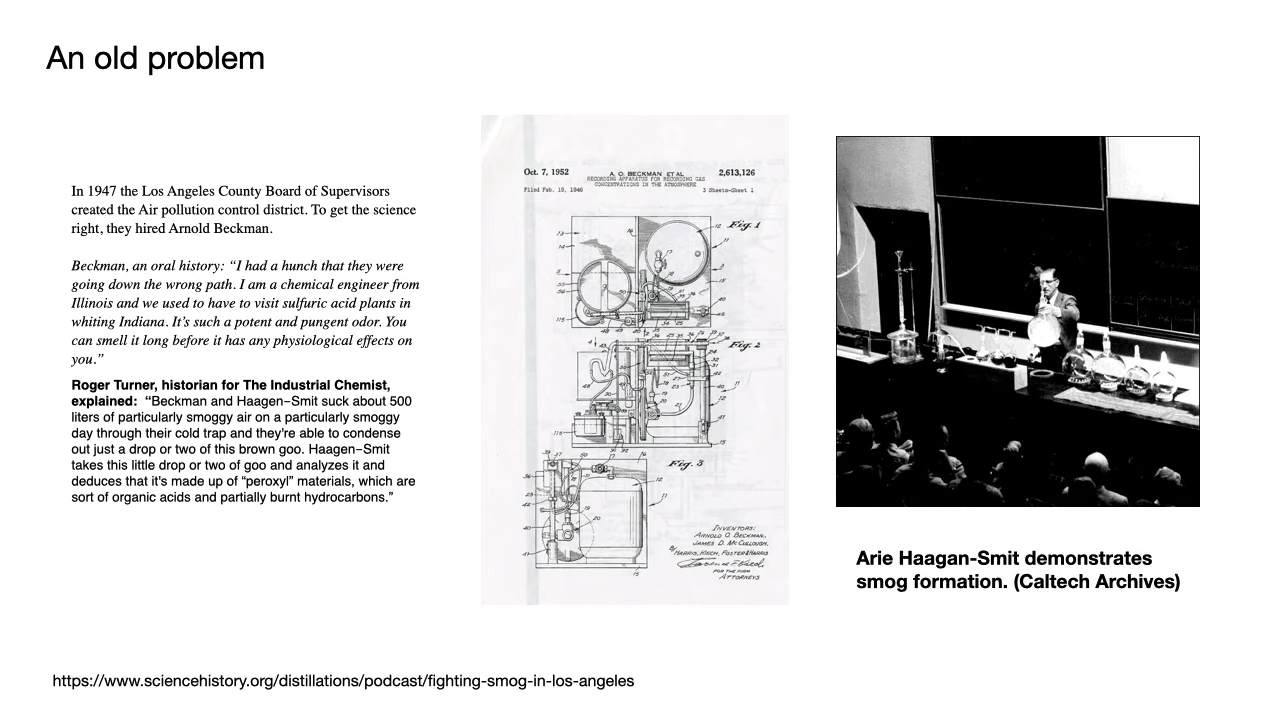 An old problem
In 1947 the Los Angeles County Board of Supervisors
created the Air pollution control district. To get the science
right, they hired Arnold Beckman.
Beckman, an oral history: “I had a hunch that they were
going down the wrong path. I am a chemical engineer from
Illinois and we used to have to visit sulfuric acid plants in
whiting Indiana. It’s such a potent and pungent odor. You
can smell it long before it has any physiological effects on
you.”
Roger Turner, historian for The Industrial Chemist,
explained:  “Beckman and Haagen-Smit suck about 500
liters of particularly smoggy air on a particularly smoggy
day through their cold trap and they're able to condense
out just a drop or two of this brown goo. Haagen-Smit
takes this little drop or two of goo and analyzes it and
deduces that it's made up of “peroxyl” materials, which are
sort of organic acids and partially burnt hydrocarbons.”
Oct. 7, 1952 A. O. BECKMAN ET AL 2,613,126
RECORDING APPARATUS FOR RECORDING GAS
CONCENTRATIONS IN THE ATMOSPHERE
Filed Feb. 18, 1946 3 Sheets-Sheet 1
Fig. 1
Fig. 2
Fig. 3
INVENTORS:
ARNOLD O. BECKMAN,
JAMES D. McCULLOUGH,
By HARRIS, KIECH, FOSTER & HARRIS
FOR THE FIRM
ATTORNEYS
Arie Haagan-Smit demonstrates
smog formation. (Caltech Archives)
https://www.sciencehistory.org/distillations/podcast/fighting-smog-in-los-angeles